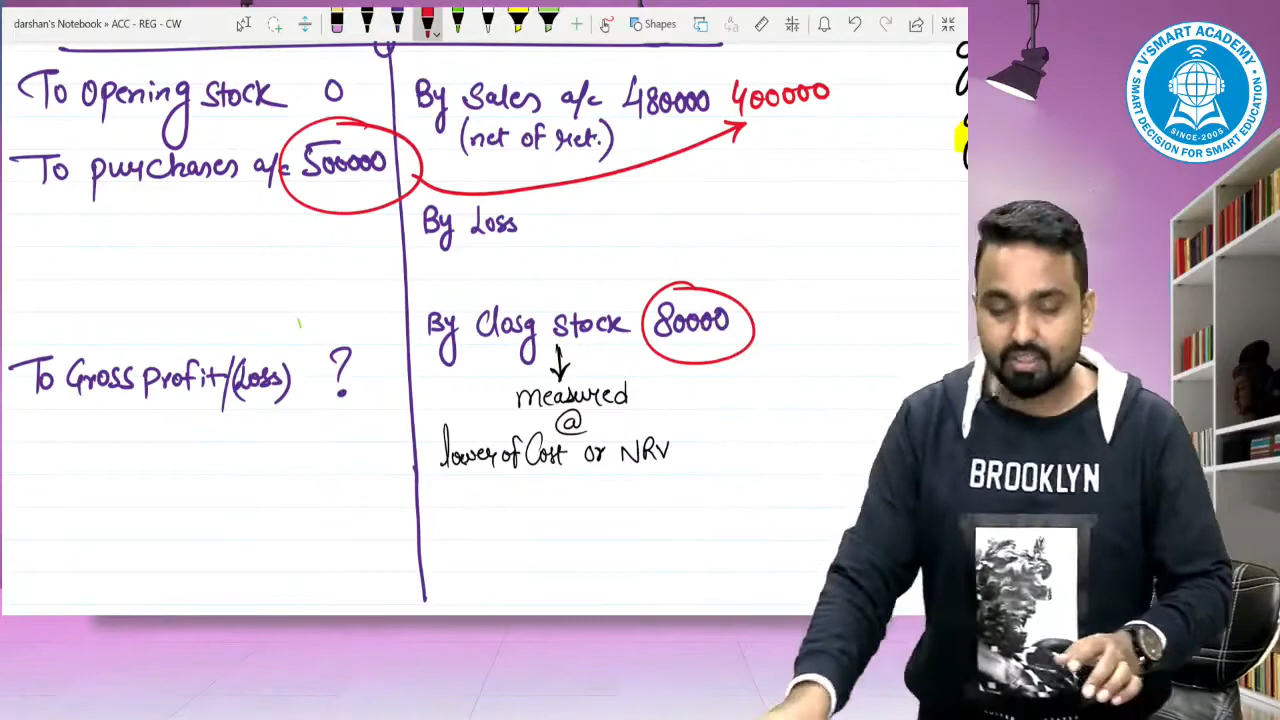 darshan's Notebook » ACC - REG - CW
Shapes
To Opening Stock 0
To purchases a/c 500000
To Gross profit/(Loss) ?
By Sales a/c 480000 400000
(net of ret.)
By Loss
By Closg Stock 80000
measured
@
lower of Cost or NRV
V'SMART ACADEMY
SINCE-2005
SMART DECISION FOR SMART EDUCATION
BROOKLYN